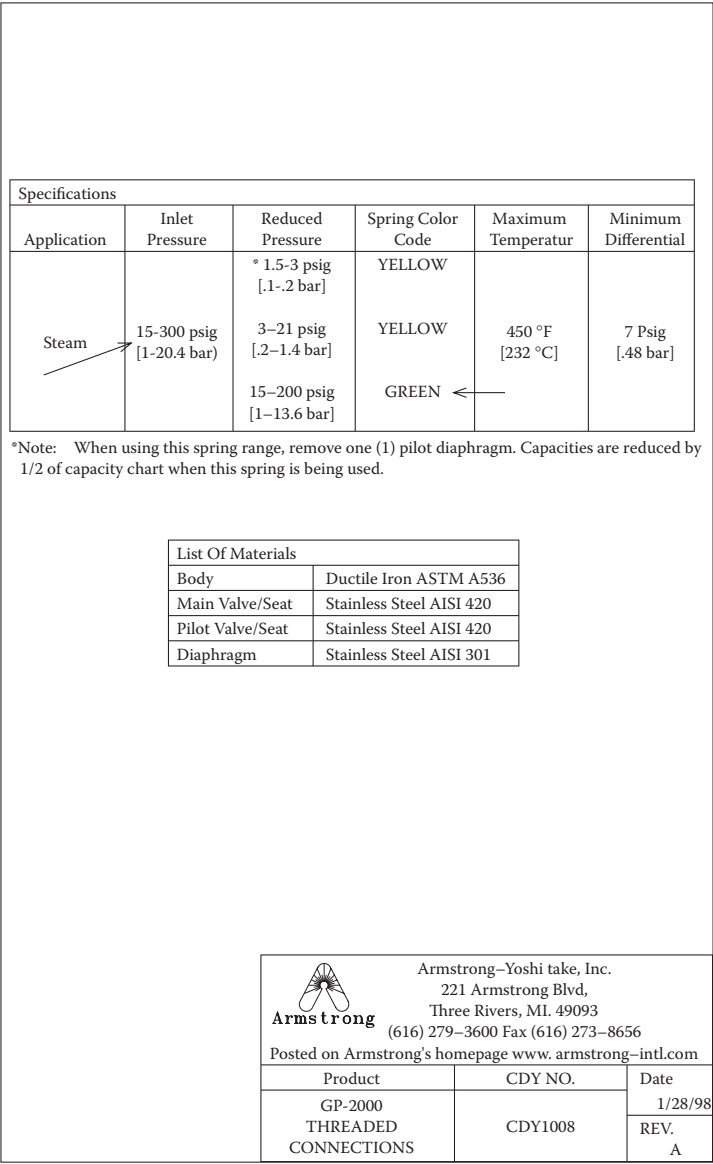 Specifications
Application Inlet Pressure Reduced Pressure Spring Color Code Maximum Temperatur Minimum Differential
Steam
15-300 psig
[1-20.4 bar)
* 1.5-3 psig
[.1-.2 bar]
YELLOW
3–21 psig
[.2–1.4 bar]
YELLOW
15–200 psig
[1–13.6 bar]
GREEN
450 °F
[232 °C]
7 Psig
[.48 bar]
*Note: When using this spring range, remove one (1) pilot diaphragm. Capacities are reduced by
1/2 of capacity chart when this spring is being used.
List Of Materials
Body Ductile Iron ASTM A536
Main Valve/Seat Stainless Steel AISI 420
Pilot Valve/Seat Stainless Steel AISI 420
Diaphragm Stainless Steel AISI 301
Armstrong
Armstrong–Yoshi take, Inc.
221 Armstrong Blvd,
Three Rivers, MI. 49093
(616) 279–3600 Fax (616) 273–8656
Posted on Armstrong's homepage www. armstrong–intl.com
Product CDY NO. Date
GP-2000
THREADED
CONNECTIONS
CDY1008
1/28/98
REV.
A